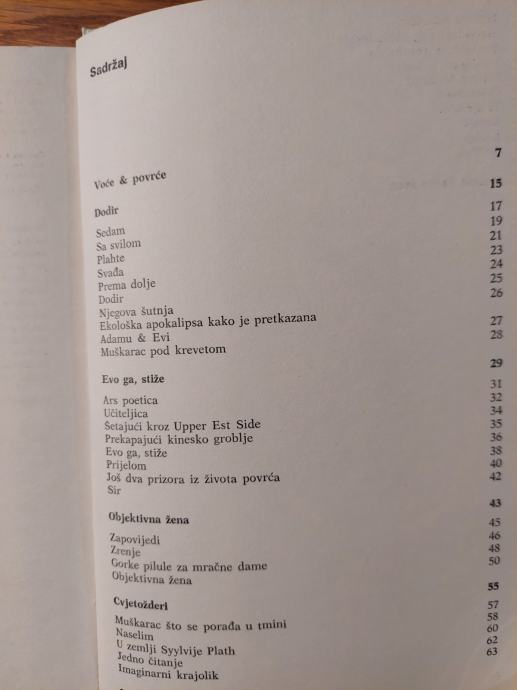 Sadržaj
Voće & povrće 7
Dodir 15
Sedam 17
Sa svilom 19
Plahte 21
Svađa 23
Prema dolje 24
Dodir 25
Njegova šutnja 26
Ekološka apokalipsa kako je pretkazana
Adamu & Evi 27
Muškarac pod krevetom 28
Evo ga, stiže 29
Ars poetica 31
Učiteljica 32
Šetajući kroz Upper Est Side 34
Prekapajući kinesko groblje 35
Evo ga, stiže 36
Prijelom 38
Još dva prizora iz života povrća 40
Sir 42
Objektivna žena 43
Zapovijedi 45
Zrenje 46
Gorke pilule za mračne dame 48
Objektivna žena 50
Cvjetožderi 55
Muškarac što se porađa u tmini 57
Naselim 58
U zemlji Syylvije Plath 60
Jedno čitanje 62
Imaginarni krajolik 63